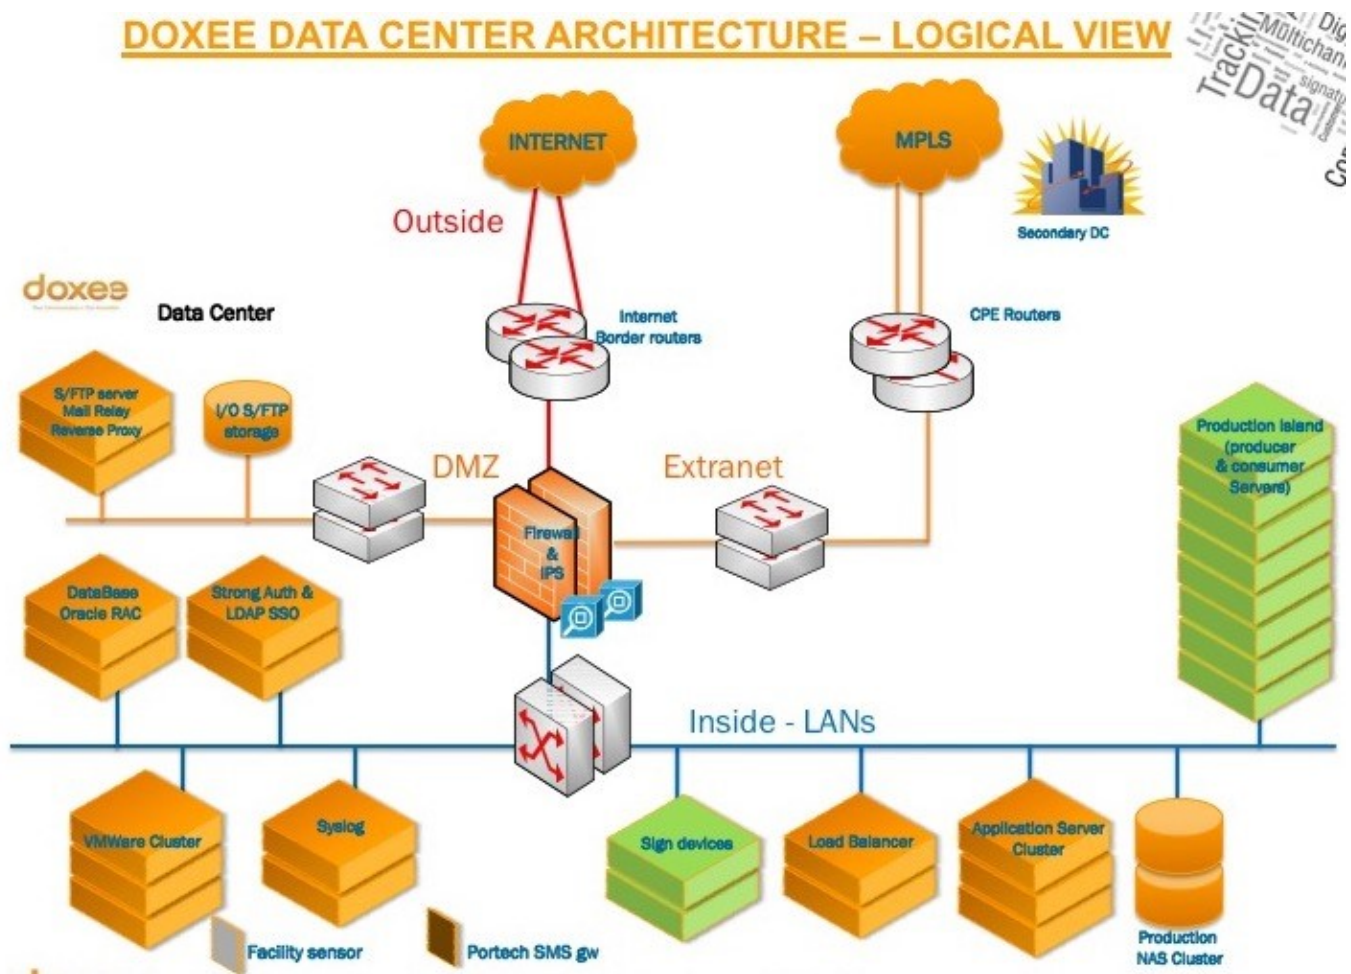 DOXEE DATA CENTER ARCHITECTURE – LOGICAL VIEW
Tracking
Data
INTERNET
MPLS
Outside
Secondary DC
doxee
Data Center
Internet
Border routers
CPE Routers
S/FTP server
Mail Relay
Reverse Proxy
I/O S/FTP
storage
DMZ
Extranet
Production Island
(producer
& consumer
Servers)
Firewall
&
IPS
DataBase
Oracle RAC
Strong Auth &
LDAP SSO
Inside - LANs
VMWare Cluster
Syslog
Sign devices
Load Balancer
Application Server
Cluster
Facility sensor
Portech SMS gw
Production
NAS Cluster